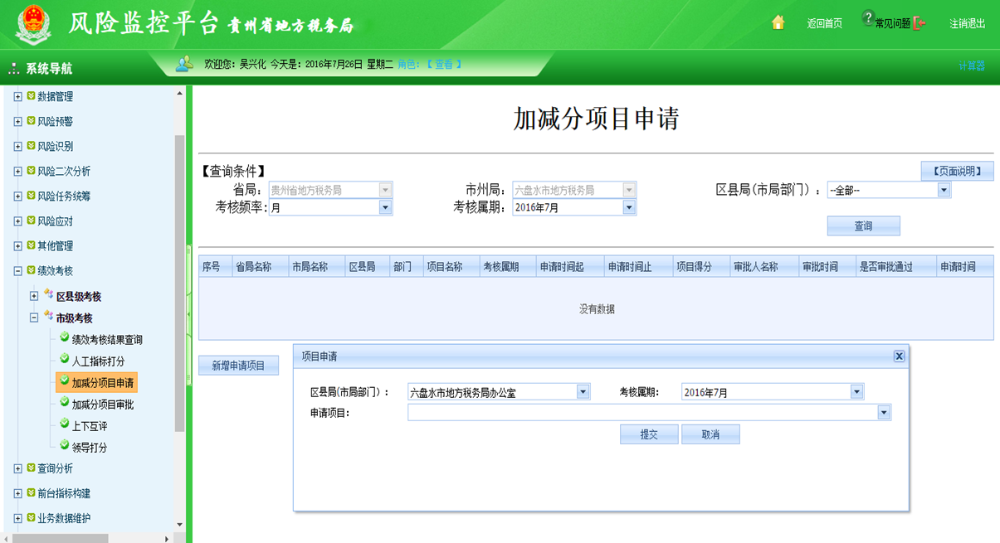 风险监控平台 贵州省地方税务局
返回首页 ? 常见问题 注销退出
系统导航
欢迎您: 吴兴化 今天是: 2016年7月26日 星期二 角色: 【 查看 】
计算器
数据管理
风险预警
风险识别
风险二次分析
风险任务统筹
风险应对
其他管理
绩效考核
区县级考核
市级考核
绩效考核结果查询
人工指标打分
加减分项目申请
加减分项目审批
上下互评
领导打分
查询分析
前台指标构建
业务数据维护
加减分项目申请
【查询条件】
【页面说明】
省局: 贵州省地方税务局 市州局: 六盘水市地方税务局 区县局(市局部门): --全部--
考核频率: 月 考核属期: 2016年7月
查询
序号 省局名称 市局名称 区县局 部门 项目名称 考核属期 申请时间起 申请时间止 项目得分 审批人名称 审批时间 是否审批通过 申请时间
没有数据
新增申请项目
项目申请 X
区县局(市局部门): 六盘水市地方税务局办公室 考核属期: 2016年7月
申请项目:
提交 取消